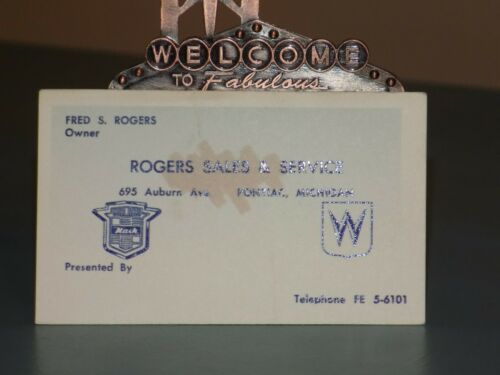 WELCOME
TO Fabulous
FRED S. ROGERS
Owner
ROGERS SALES & SERVICE
695 Auburn Ave. PONTIAC, MICHIGAN
Nash
W
Presented By
Telephone FE 5-6101